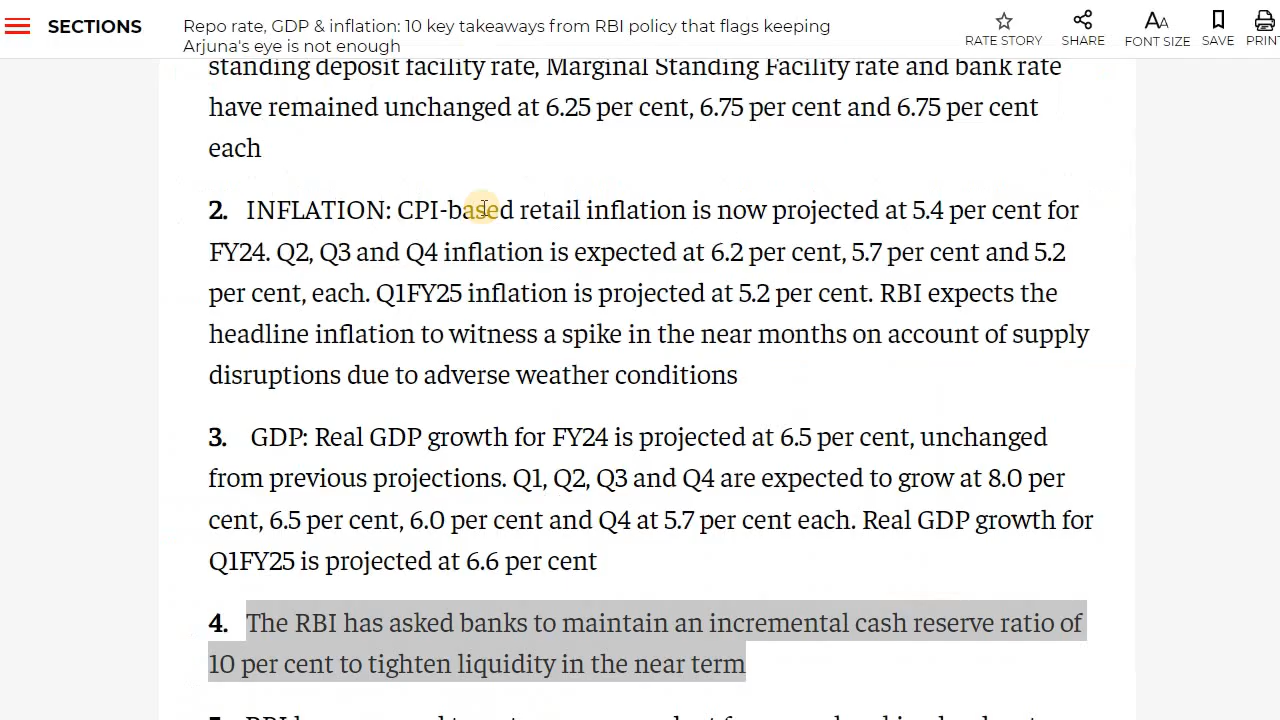 SECTIONS
Repo rate, GDP & inflation: 10 key takeaways from RBI policy that flags keeping
Arjuna's eye is not enough
RATE STORY
SHARE
FONT SIZE
SAVE
PRINT
standing deposit facility rate, Marginal Standing Facility rate and bank rate
have remained unchanged at 6.25 per cent, 6.75 per cent and 6.75 per cent
each
2. INFLATION: CPI-based retail inflation is now projected at 5.4 per cent for
FY24. Q2, Q3 and Q4 inflation is expected at 6.2 per cent, 5.7 per cent and 5.2
per cent, each. Q1FY25 inflation is projected at 5.2 per cent. RBI expects the
headline inflation to witness a spike in the near months on account of supply
disruptions due to adverse weather conditions
3. GDP: Real GDP growth for FY24 is projected at 6.5 per cent, unchanged
from previous projections. Q1, Q2, Q3 and Q4 are expected to grow at 8.0 per
cent, 6.5 per cent, 6.0 per cent and Q4 at 5.7 per cent each. Real GDP growth for
Q1FY25 is projected at 6.6 per cent
4. The RBI has asked banks to maintain an incremental cash reserve ratio of
10 per cent to tighten liquidity in the near term